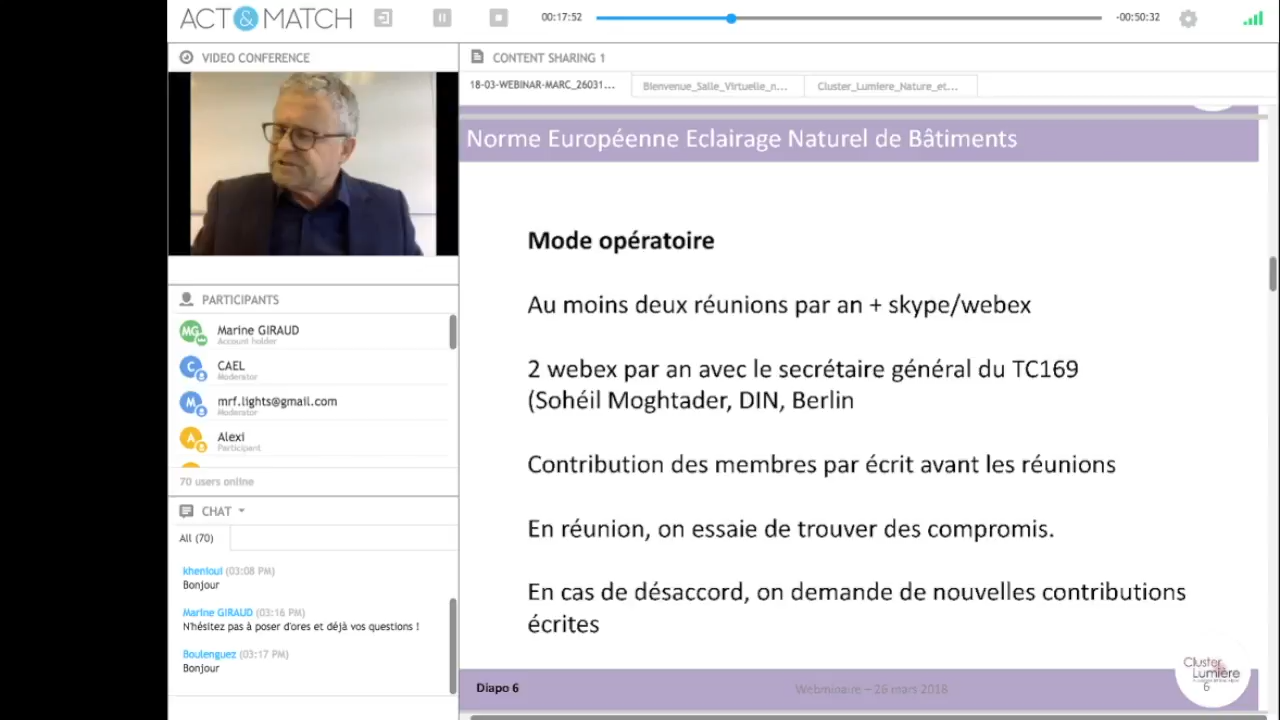 ACT & MATCH
00:17:52
-00:50:32
VIDEO CONFERENCE
CONTENT SHARING 1
18-03-WEBINAR-MARC_26031...
Bienvenue_Salle_Virtuelle_n...
Cluster_Lumiere_Nature_et...
Norme Européenne Eclairage Naturel de Bâtiments
Mode opératoire
Au moins deux réunions par an + skype/webex
2 webex par an avec le secrétaire général du TC169
(Sohéil Moghtader, DIN, Berlin
Contribution des membres par écrit avant les réunions
En réunion, on essaie de trouver des compromis.
En cas de désaccord, on demande de nouvelles contributions
écrites
Diapo 6
Webminaire – 26 mars 2018
Cluster
Lumière
6
PARTICIPANTS
MG
Marine GIRAUD
Account holder
C
CAEL
Moderator
M
mrf.lights@gmail.com
Moderator
A
Alexi
Participant
70 users online
CHAT
All (70)
khenioui (03:08 PM)
Bonjour
Marine GIRAUD (03:16 PM)
N'hésitez pas à poser d'ores et déjà vos questions !
Boulenguez (03:17 PM)
Bonjour